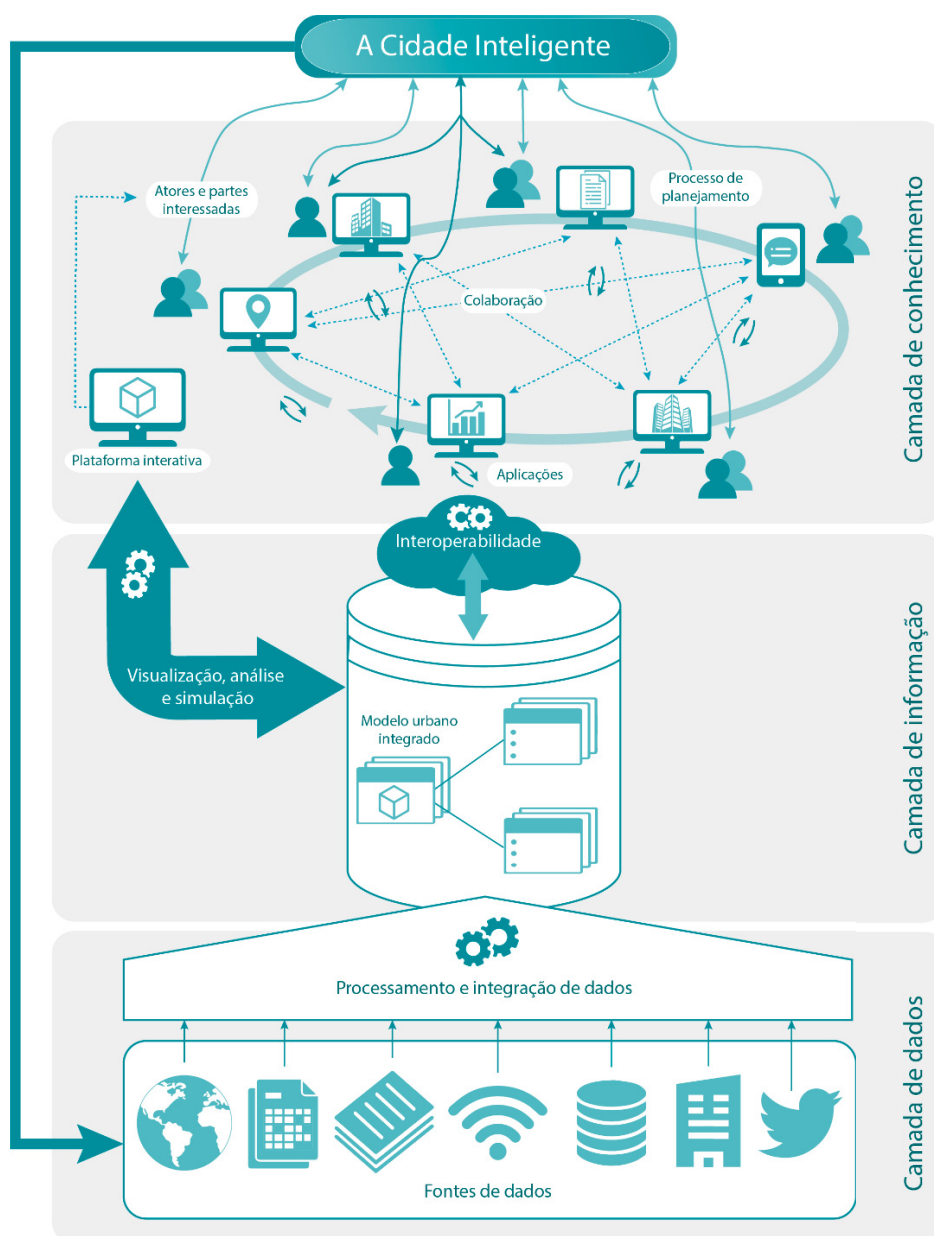 A Cidade Inteligente
Atores e partes
interessadas
Processo de
planejamento
Colaboração
Plataforma interativa
Aplicações
Camada de conhecimento
Interoperabilidade
Visualização, análise
e simulação
Modelo urbano
integrado
Camada de informação
Processamento e integração de dados
Fontes de dados
Camada de dados